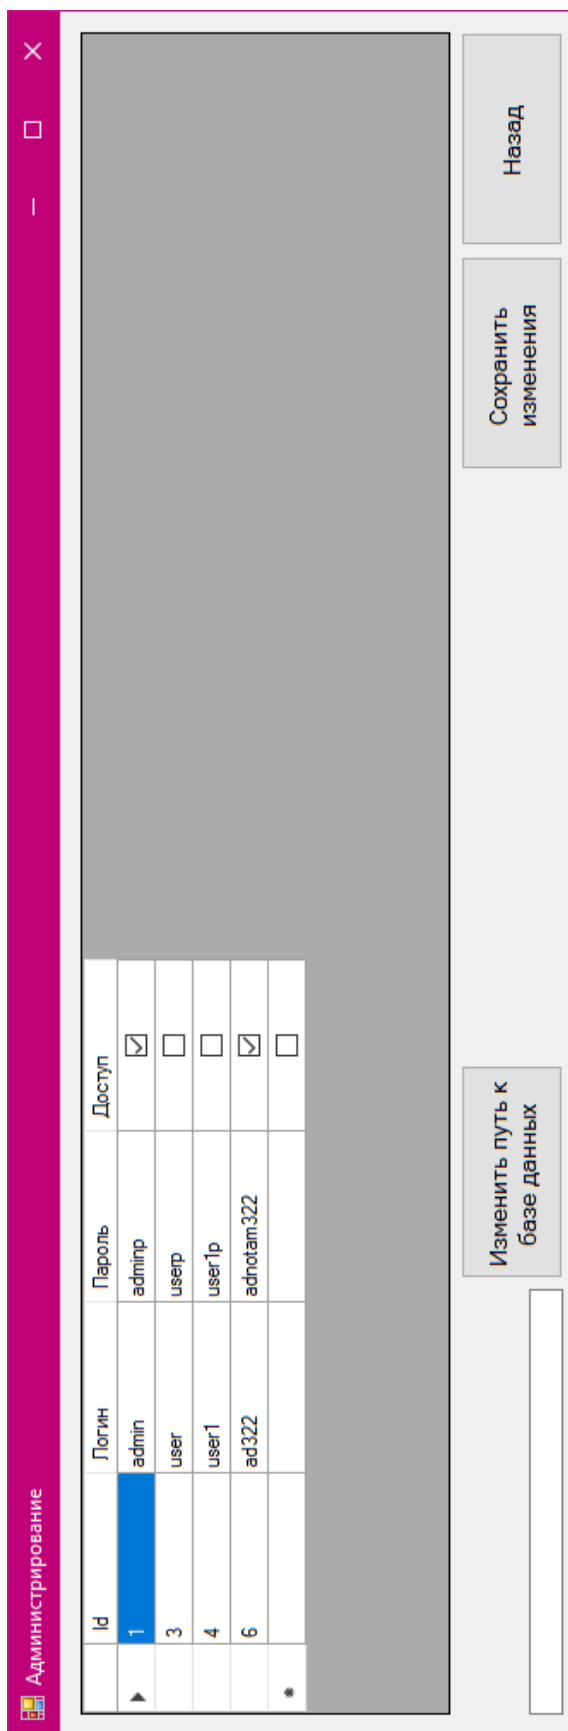 Администрирование
Id Логин Пароль Доступ
1 admin adminp
3 user userp
4 user1 user1p
6 ad322 adnotam322
Изменить путь к
базе данных
Сохранить
изменения
Назад